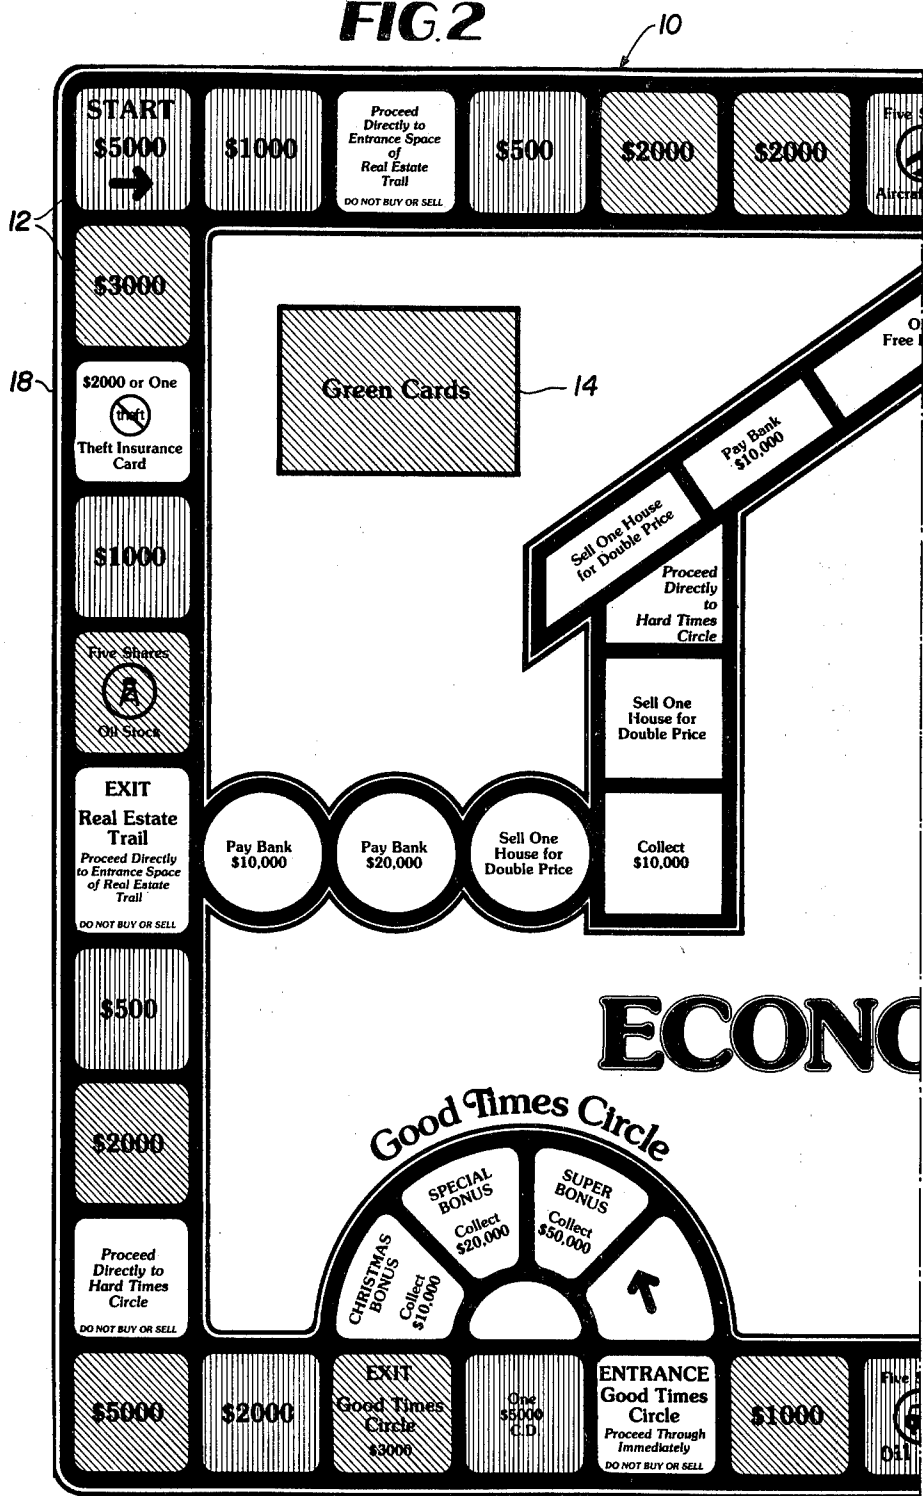 FIG. 2
10
START
$5000
$1000
Proceed
Directly to
Entrance Space
of
Real Estate
Trail
DO NOT BUY OR SELL
$500
$2000
$2000
Five
Aircra
12
$3000
18
$2000 or One
theft
Theft Insurance
Card
Green Cards
14
O
Free
Pay Bank
$10,000
Sell One House
for Double Price
$1000
Proceed
Directly
to
Hard Times
Circle
Five Shares
Oil Stock
Sell One
House for
Double Price
EXIT
Real Estate
Trail
Proceed Directly
to Entrance Space
of Real Estate
Trail
DO NOT BUY OR SELL
Pay Bank
$10,000
Pay Bank
$20,000
Sell One
House for
Double Price
Collect
$10,000
$500
ECONO
$2000
Good Times Circle
CHRISTMAS
BONUS
Collect
$10,000
SPECIAL
BONUS
Collect
$20,000
SUPER
BONUS
Collect
$50,000
Proceed
Directly to
Hard Times
Circle
DO NOT BUY OR SELL
$5000
$2000
EXIT
Good Times
Circle
$3000
One
$5000
C.D.
ENTRANCE
Good Times
Circle
Proceed Through
Immediately
DO NOT BUY OR SELL
$1000
Five
Oil